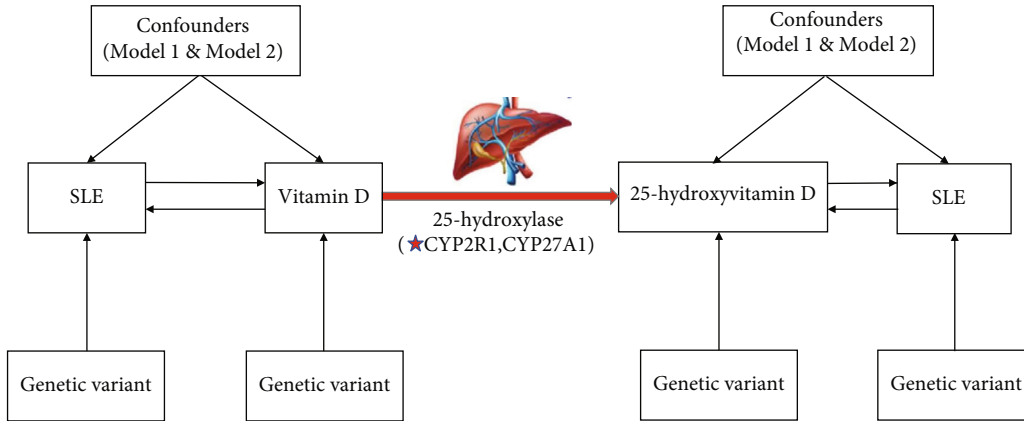 Confounders
(Model 1 & Model 2)
Confounders
(Model 1 & Model 2)
SLE
Vitamin D
25-hydroxylase
(★CYP2R1,CYP27A1)
25-hydroxyvitamin D
SLE
Genetic variant
Genetic variant
Genetic variant
Genetic variant